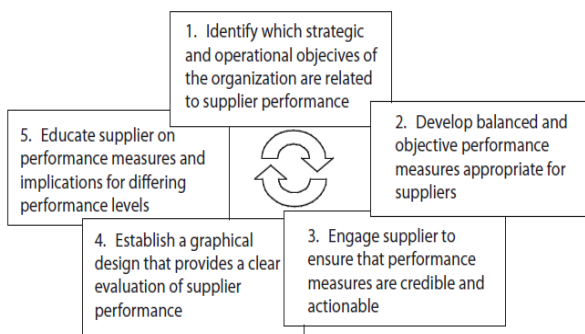 1. Identify which strategic
and operational objecives of
the organization are related
to supplier performance
2. Develop balanced and
objective performance
measures appropriate for
suppliers
3. Engage supplier to
ensure that performance
measures are credible and
actionable
4. Establish a graphical
design that provides a clear
evaluation of supplier
performance
5. Educate supplier on
performance measures and
implications for differing
performance levels